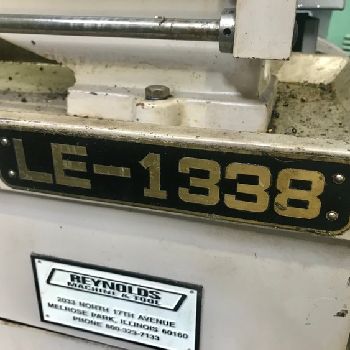 LE-1338
REYNOLDS
MACHINE & TOOL
2033 NORTH 17TH AVENUE
MELROSE PARK, ILLINOIS 60160
PHONE 800-323-7133